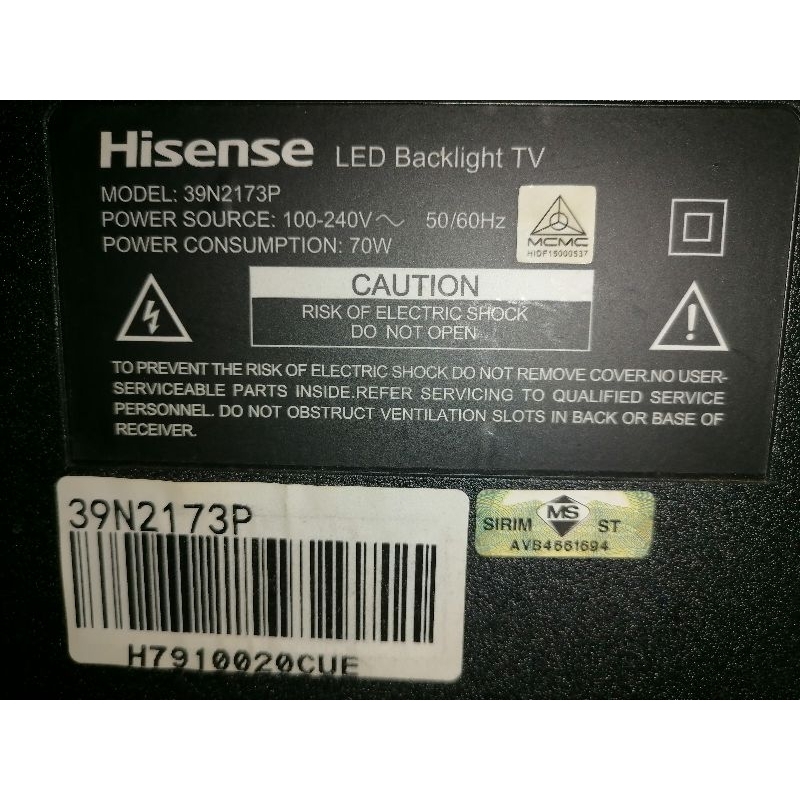 Hisense LED Backlight TV
MODEL: 39N2173P
POWER SOURCE: 100-240V～ 50/60Hz
POWER CONSUMPTION: 70W
MCMC
HIDF15000537
CAUTION
RISK OF ELECTRIC SHOCK
DO NOT OPEN
TO PREVENT THE RISK OF ELECTRIC SHOCK DO NOT REMOVE COVER.NO USER-
SERVICEABLE PARTS INSIDE.REFER SERVICING TO QUALIFIED SERVICE
PERSONNEL. DO NOT OBSTRUCT VENTILATION SLOTS IN BACK OR BASE OF
RECEIVER.
39N2173P
H7910020CUE
SIRIM MS ST
AVB4661694